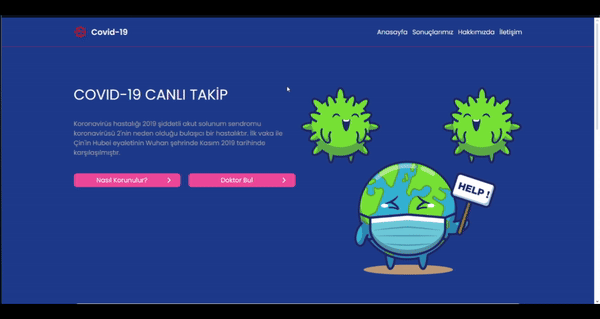 Covid-19
Anasayfa Sonuçlarımız Hakkımızda İletişim
COVID-19 CANLI TAKİP
Koronavirüs hastalığı 2019 şiddetli akut solunum sendromu
koronavirüsü 2'nin neden olduğu bulaşıcı bir hastalıktır. İlk vaka ile
Çin'in Hubei eyaletinin Wuhan şehrinde Kasım 2019 tarihinde
karşılaşılmıştır.
Nasıl Korunulur?
Doktor Bul
HELP !